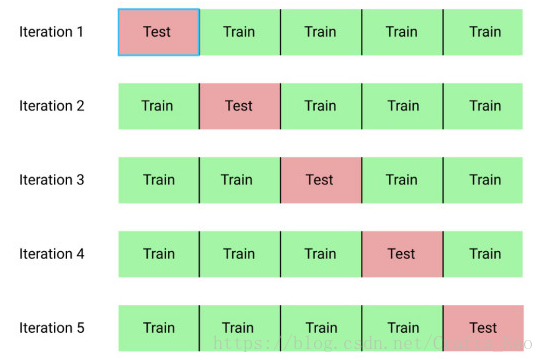 Iteration 1 Test Train Train Train Train
Iteration 2 Train Test Train Train Train
Iteration 3 Train Train Test Train Train
Iteration 4 Train Train Train Test Train
Iteration 5 Train Train Train Train Test
https://blog.csdn.net/